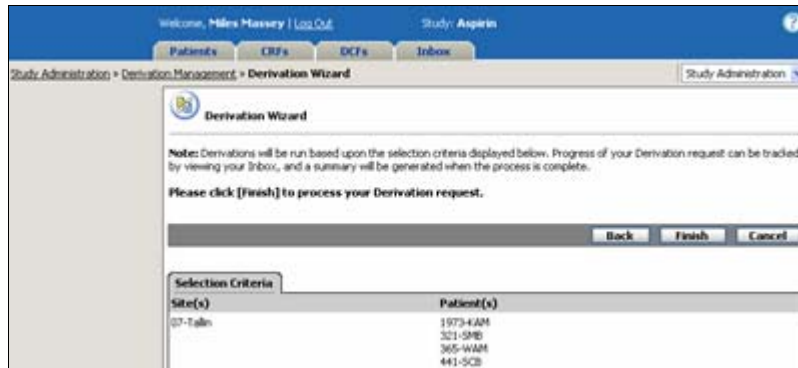 Welcome, Miles Massey | Log Out Study: Aspirin ?
Patients CRFs DCFs Inbox
Study Administration » Derivation Management » Derivation Wizard Study Administration
Derivation Wizard
Note: Derivations will be run based upon the selection criteria displayed below. Progress of your Derivation request can be tracked
by viewing your Inbox, and a summary will be generated when the process is complete.
Please click [Finish] to process your Derivation request.
Back Finish Cancel
Selection Criteria
Site(s) Patient(s)
07-Tallin 1973-KAM
321-SMB
365-WAM
441-SCB